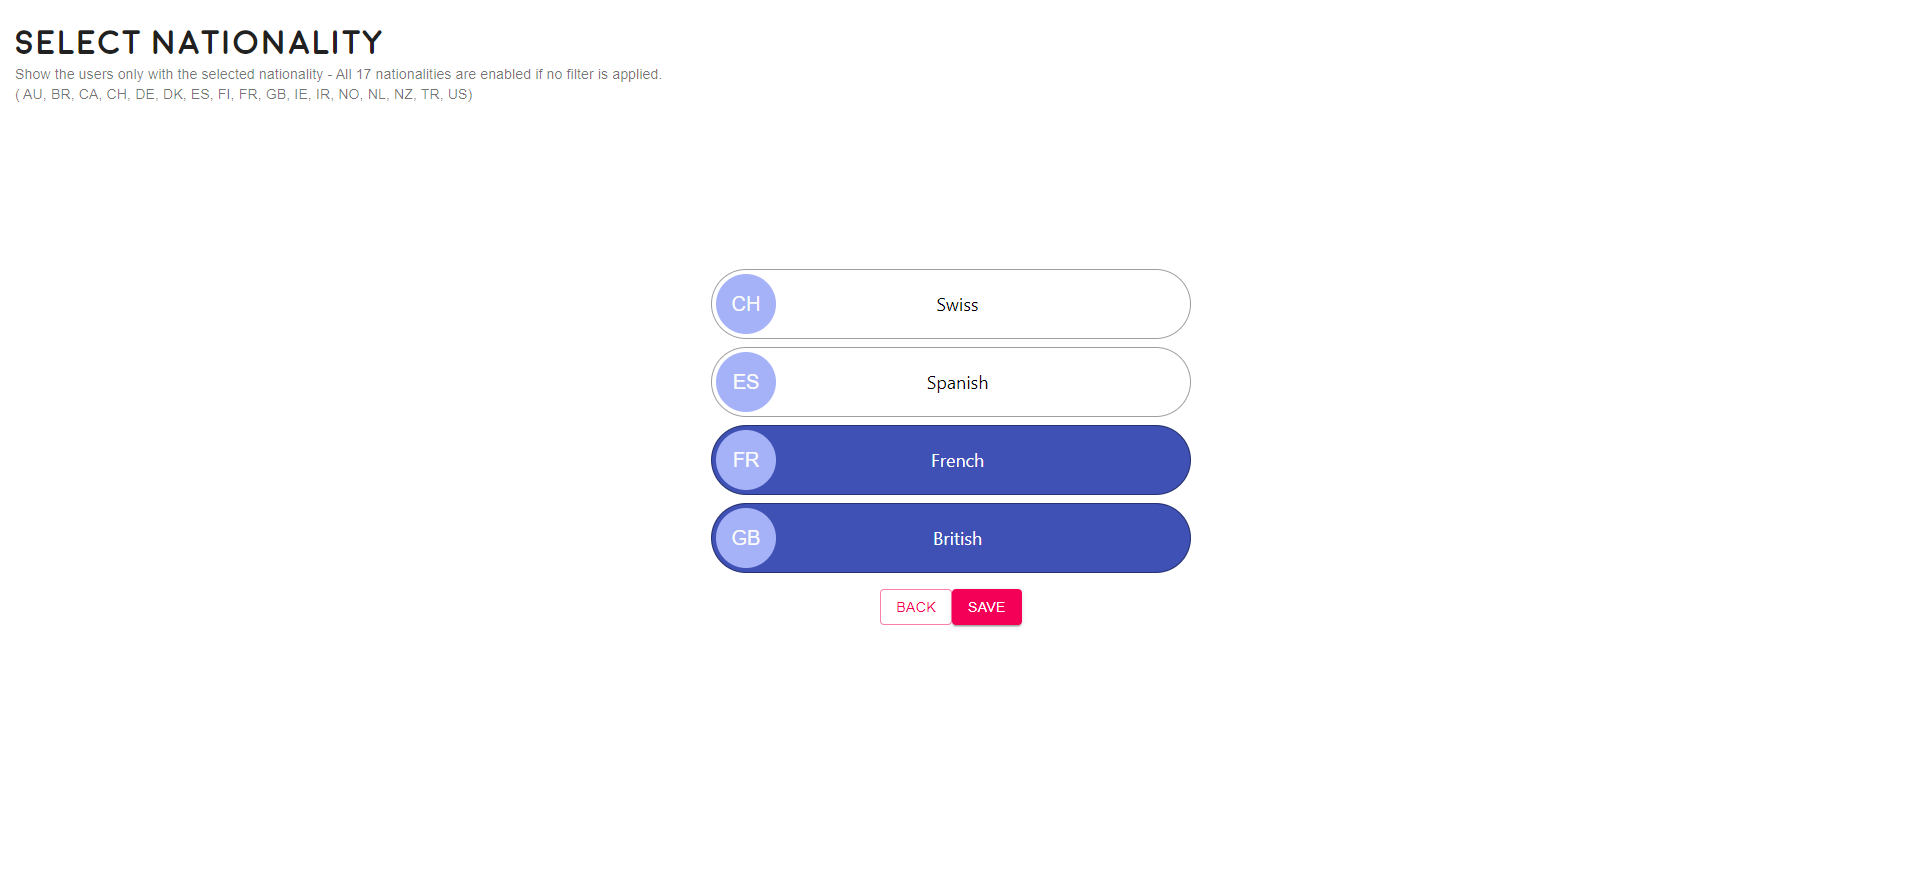 SELECT NATIONALITY
Show the users only with the selected nationality - All 17 nationalities are enabled if no filter is applied.
( AU, BR, CA, CH, DE, DK, ES, FI, FR, GB, IE, IR, NO, NL, NZ, TR, US)
CH Swiss
ES Spanish
FR French
GB British
BACK SAVE